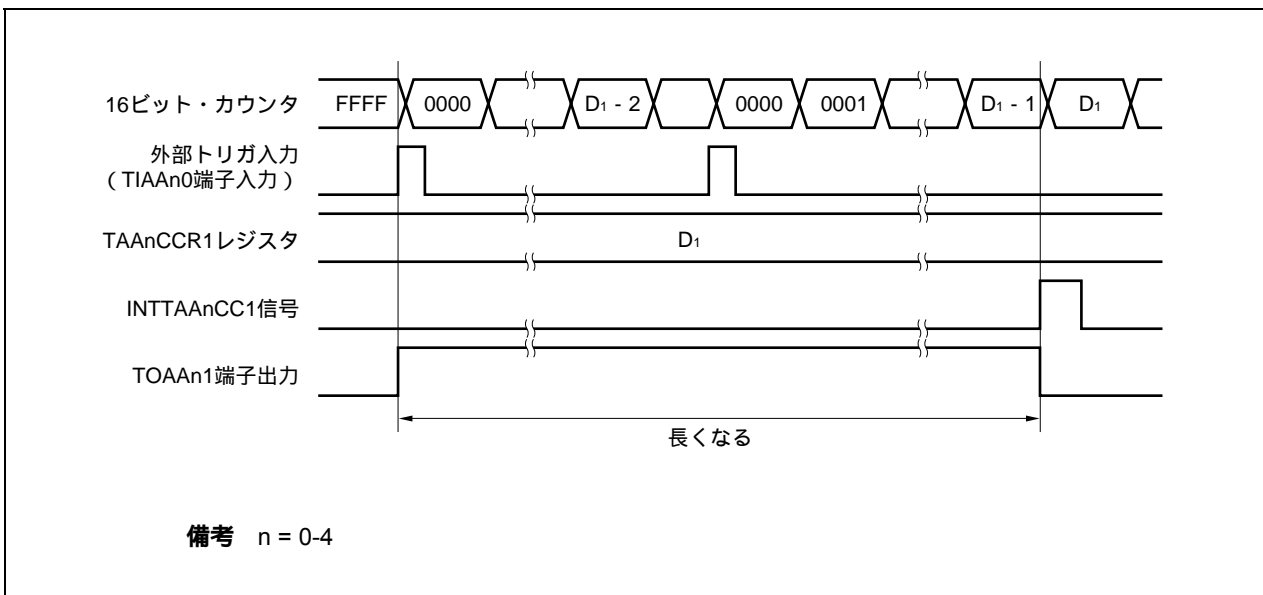 16ビット・カウンタ FFFF 0000 D1 - 2 0000 0001 D1 - 1 D1
外部トリガ入力
(TIAAn0端子入力)
TAAnCCR1レジスタ D1
INTTAAnCC1信号
TOAAn1端子出力
長くなる
備考 n = 0-4